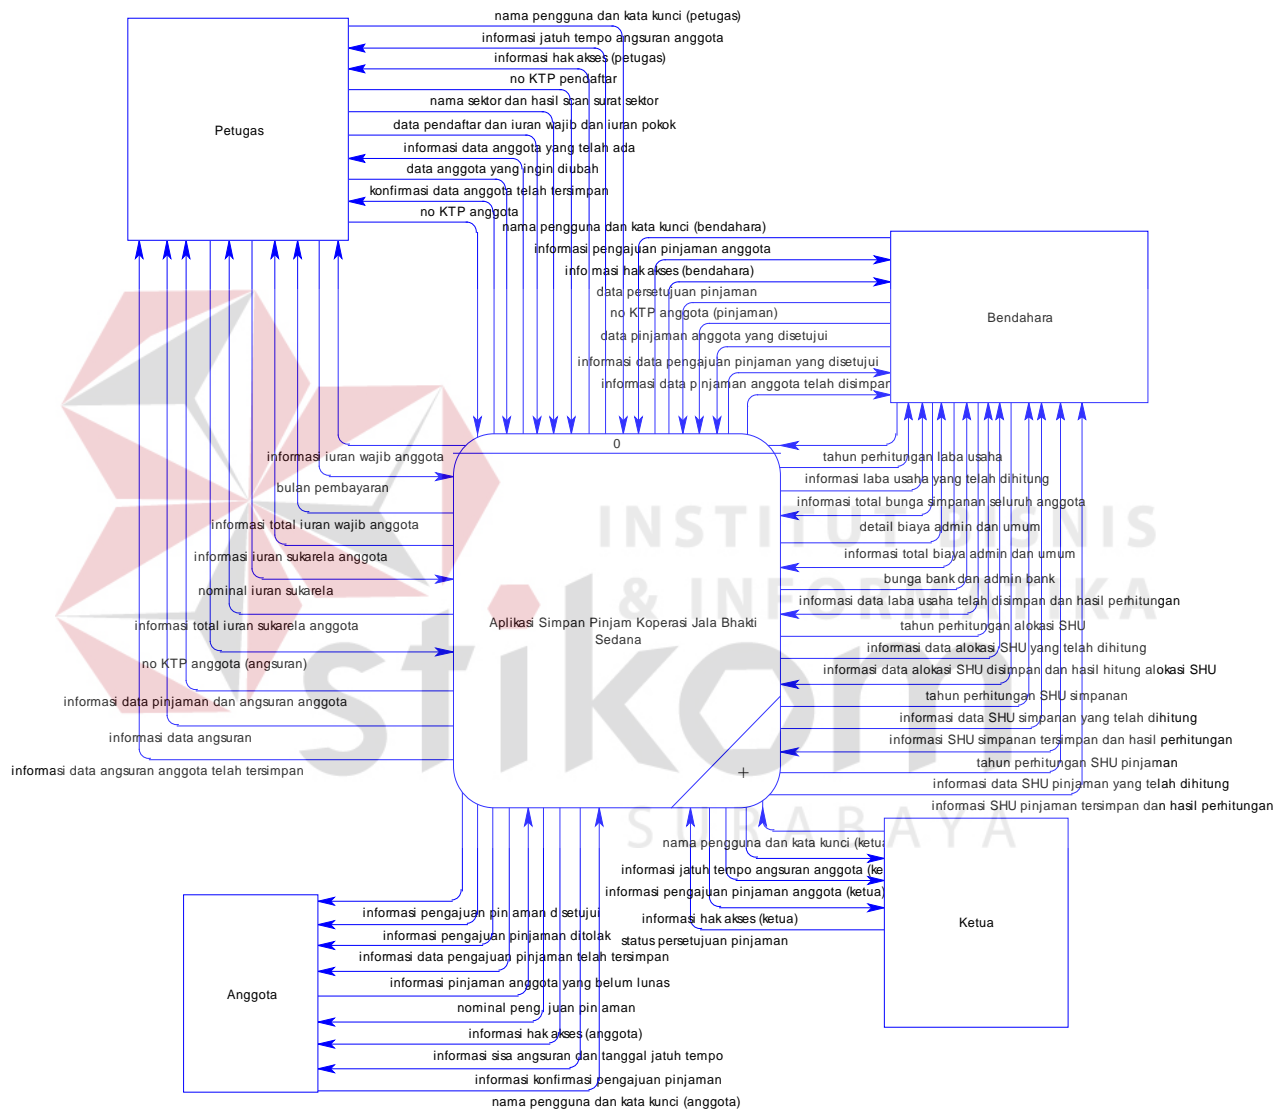 nama pengguna dan kata kunci (petugas)
informasi jatuh tempo angsuran anggota
informasi hak akses (petugas)
no KTP pendaftar
nama sektor dan hasil scan surat sektor
data pendaftar dan iuran wajib dan iuran pokok
informasi data anggota yang telah ada
data anggota yang ingin diubah
konfirmasi data anggota telah tersimpan
no KTP anggota
Petugas
nama pengguna dan kata kunci (bendahara)
informasi pengajuan pinjaman anggota
informasi hak akses (bendahara)
data persetujuan pinjaman
no KTP anggota (pinjaman)
data pinjaman anggota yang disetujui
informasi data pengajuan pinjaman yang disetujui
informasi data pinjaman anggota telah disimpan
Bendahara
0
informasi iuran wajib anggota
bulan pembayaran
informasi total iuran wajib anggota
informasi iuran sukarela anggota
nominal iuran sukarela
informasi total iuran sukarela anggota
no KTP anggota (angsuran)
informasi data pinjaman dan angsuran anggota
informasi data angsuran
informasi data angsuran anggota telah tersimpan
Aplikasi Simpan Pinjam Koperasi Jala Bhakti
Sedana
+
tahun perhitungan laba usaha
informasi laba usaha yang telah dihitung
informasi total bunga simpanan seluruh anggota
detail biaya admin dan umum
informasi total biaya admin dan umum
bunga bank dan admin bank
informasi data laba usaha telah disimpan dan hasil perhitungan
tahun perhitungan alokasi SHU
informasi data alokasi SHU yang telah dihitung
informasi data alokasi SHU disimpan dan hasil hitung alokasi SHU
tahun perhitungan SHU simpanan
informasi data SHU simpanan yang telah dihitung
informasi SHU simpanan tersimpan dan hasil perhitungan
tahun perhitungan SHU pinjaman
informasi data SHU pinjaman yang telah dihitung
informasi SHU pinjaman tersimpan dan hasil perhitungan
nama pengguna dan kata kunci (ketua
informasi jatuh tempo angsuran anggota (ke
informasi pengajuan pinjaman anggota (ketua)
informasi hak akses (ketua)
status persetujuan pinjaman
Ketua
informasi pengajuan pin aman d setujui
informasi pengajuan pinjaman ditolak
informasi data pengajuan pinjaman telah tersimpan
informasi pinjaman anggota yang belum lunas
nominal pengajuan pin aman
informasi hak akses (anggota)
informasi sisa angsuran dan tanggal jatuh tempo
informasi konfirmasi pengajuan pinjaman
nama pengguna dan kata kunci (anggota)
Anggota
INSTITUT BISNIS
& INFORMATIKA
stikom
SURABAYA